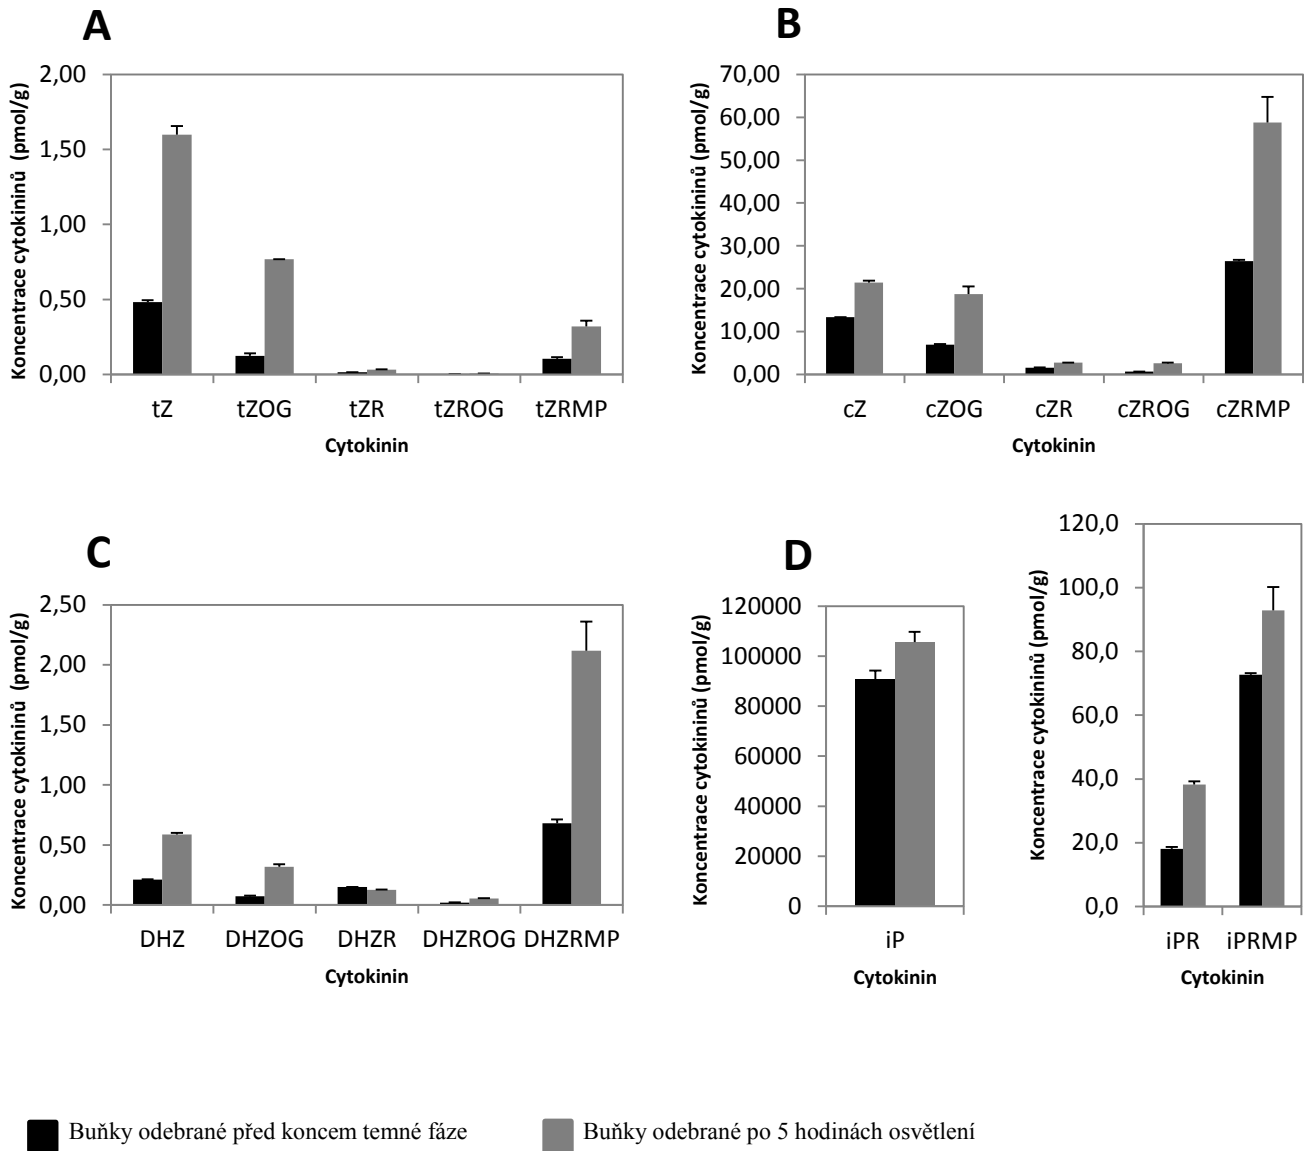 A
Koncentrace cytokininů (pmol/g)
2,00
1,50
1,00
0,50
0,00
tZ tZOG tZR tZROG tZRMP
Cytokinin
B
Koncentrace cytokininů (pmol/g)
70,00
60,00
50,00
40,00
30,00
20,00
10,00
0,00
cZ cZOG cZR cZROG cZRMP
Cytokinin
C
Koncentrace cytokininů (pmol/g)
2,50
2,00
1,50
1,00
0,50
0,00
DHZ DHZOG DHZR DHZROG DHZRMP
Cytokinin
D
Koncentrace cytokininů (pmol/g)
120000
100000
80000
60000
40000
20000
0
iP
Cytokinin
Koncentrace cytokininů (pmol/g)
120,0
100,0
80,0
60,0
40,0
20,0
0,0
iPR iPRMP
Cytokinin
Buňky odebrané před koncem temné fáze
Buňky odebrané po 5 hodinách osvětlení